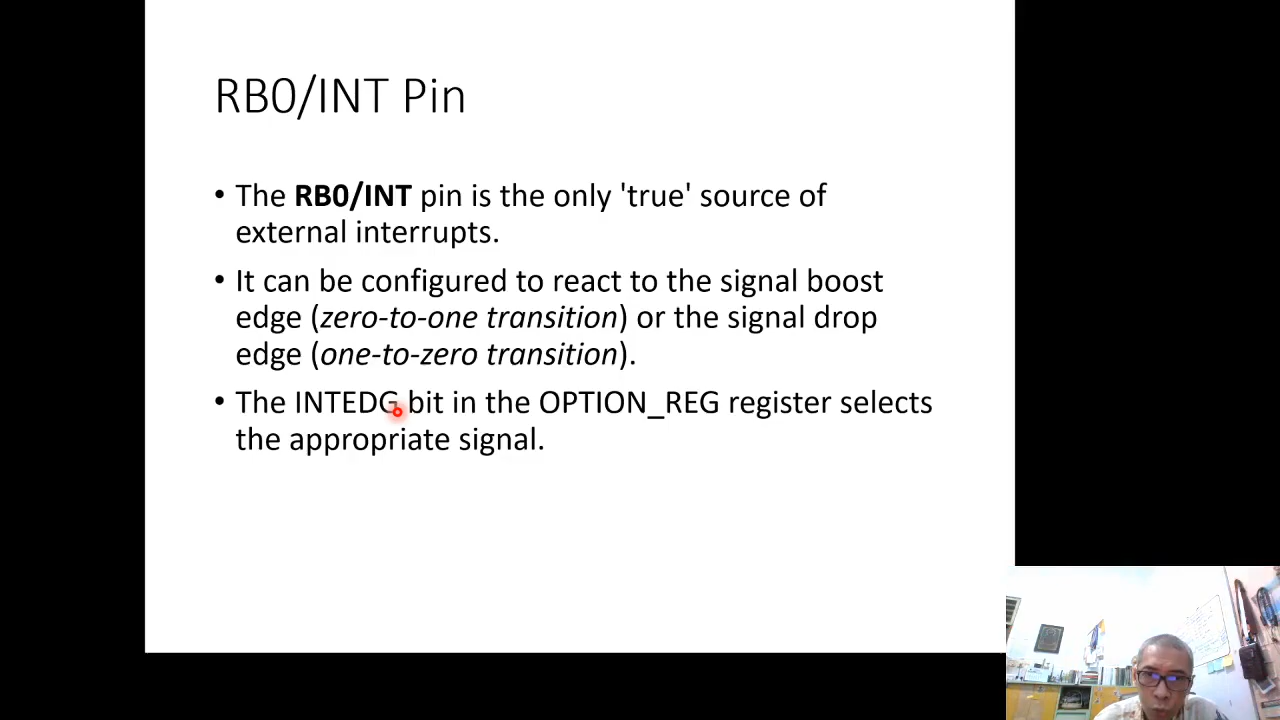 RB0/INT Pin
• The RB0/INT pin is the only 'true' source of
external interrupts.
• It can be configured to react to the signal boost
edge (zero-to-one transition) or the signal drop
edge (one-to-zero transition).
• The INTEDG bit in the OPTION_REG register selects
the appropriate signal.